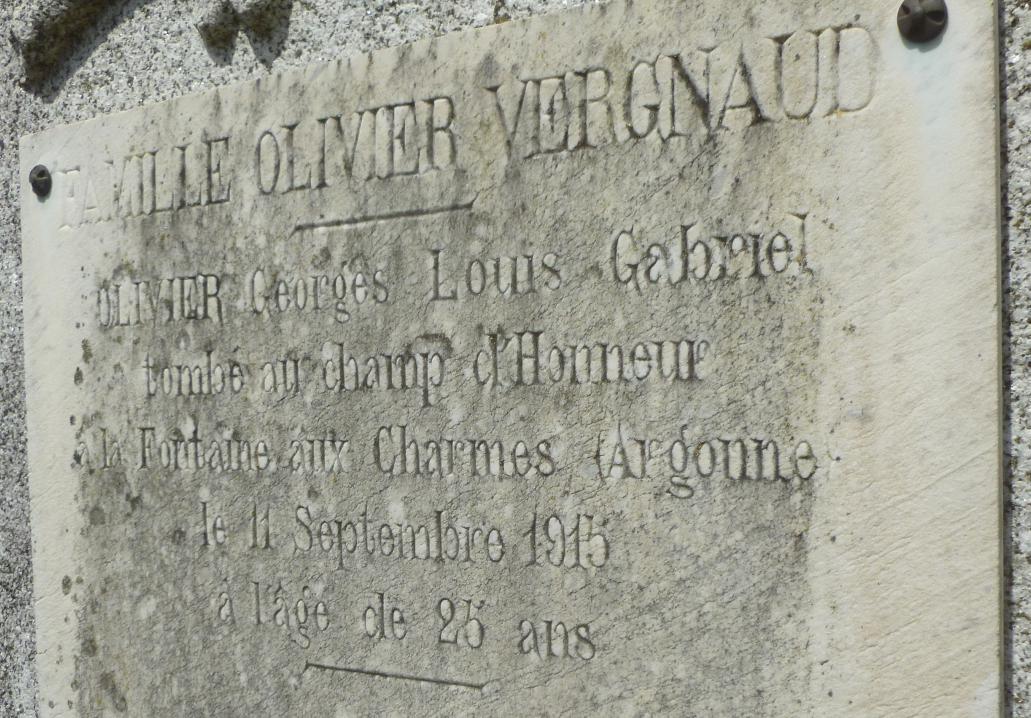 FAMILLE OLIVIER VERGNAUD
OLIVIER Georges Louis Gabriel
tombé au champ d'Honneur
à la Fontaine aux Charmes (Argonne)
le 11 Septembre 1915
à l'âge de 25 ans